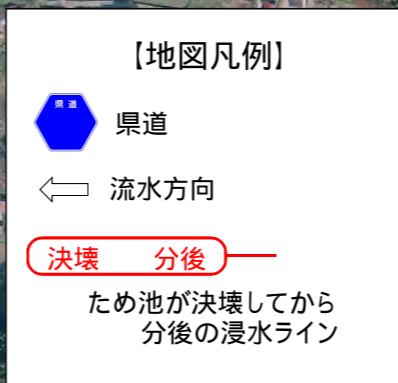 【地図凡例】
県道
県道
流水方向
決壊　　分後
ため池が決壊してから
分後の浸水ライン